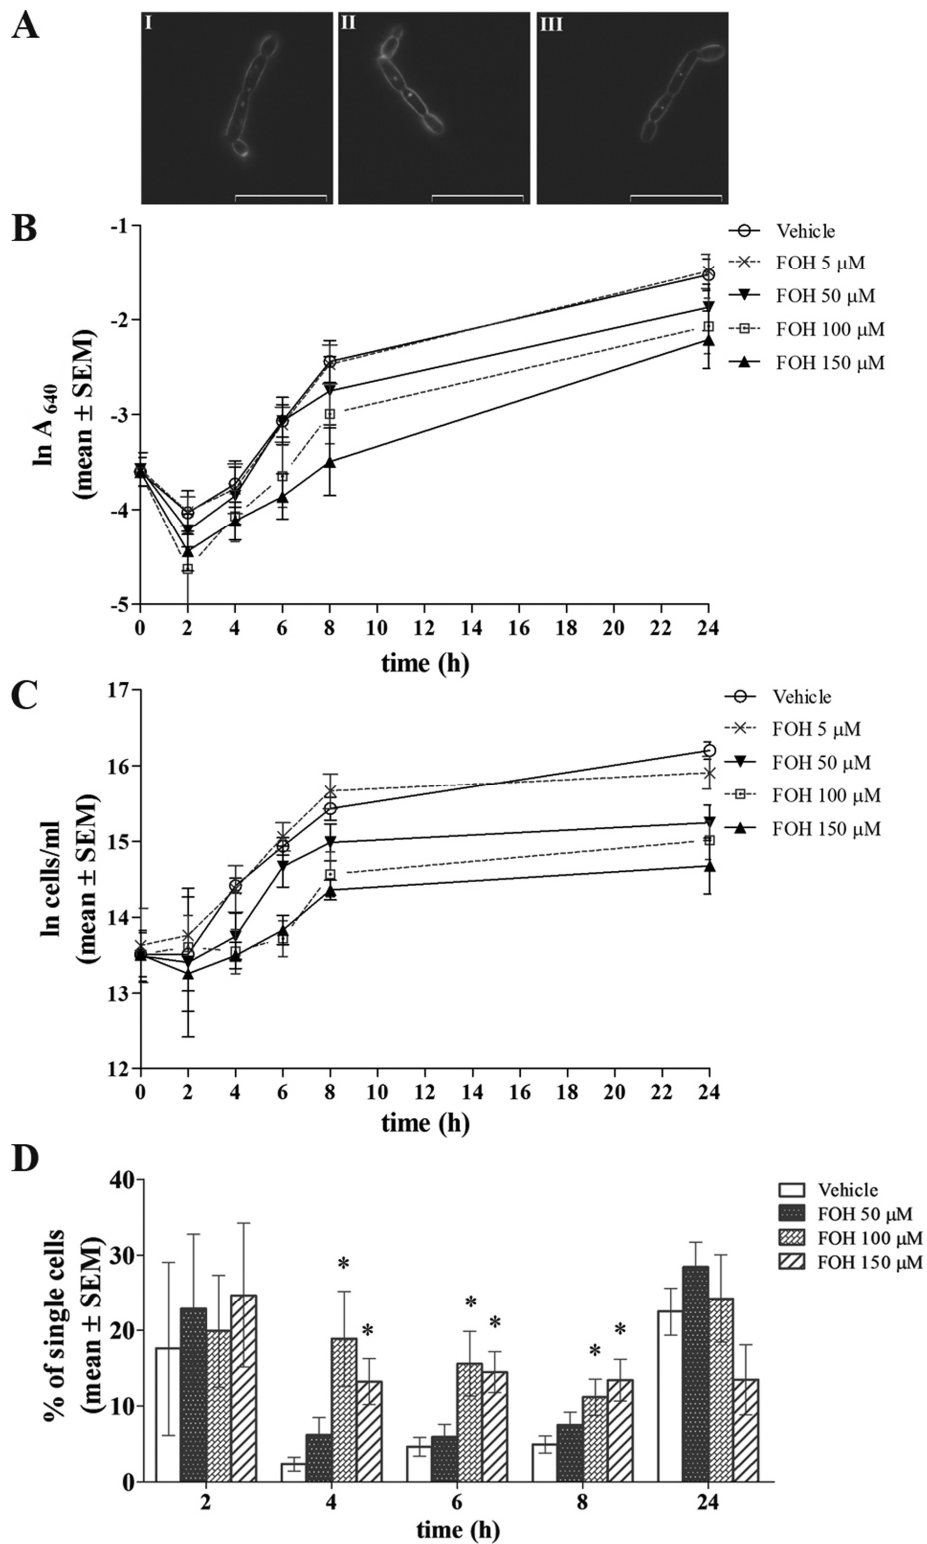 A
I II III
B
-1
-2
-3
-4
-5
ln A640
(mean ± SEM)
0 2 4 6 8 10 12 14 16 18 20 22 24
time (h)
Vehicle
FOH 5 μM
FOH 50 μM
FOH 100 μM
FOH 150 μM
C
17
16
15
14
13
12
ln cells/ml
(mean ± SEM)
0 2 4 6 8 10 12 14 16 18 20 22 24
time (h)
Vehicle
FOH 5 μM
FOH 50 μM
FOH 100 μM
FOH 150 μM
D
40
30
20
10
0
% of single cells
(mean ± SEM)
* * * * * *
2 4 6 8 24
time (h)
Vehicle
FOH 50 μM
FOH 100 μM
FOH 150 μM